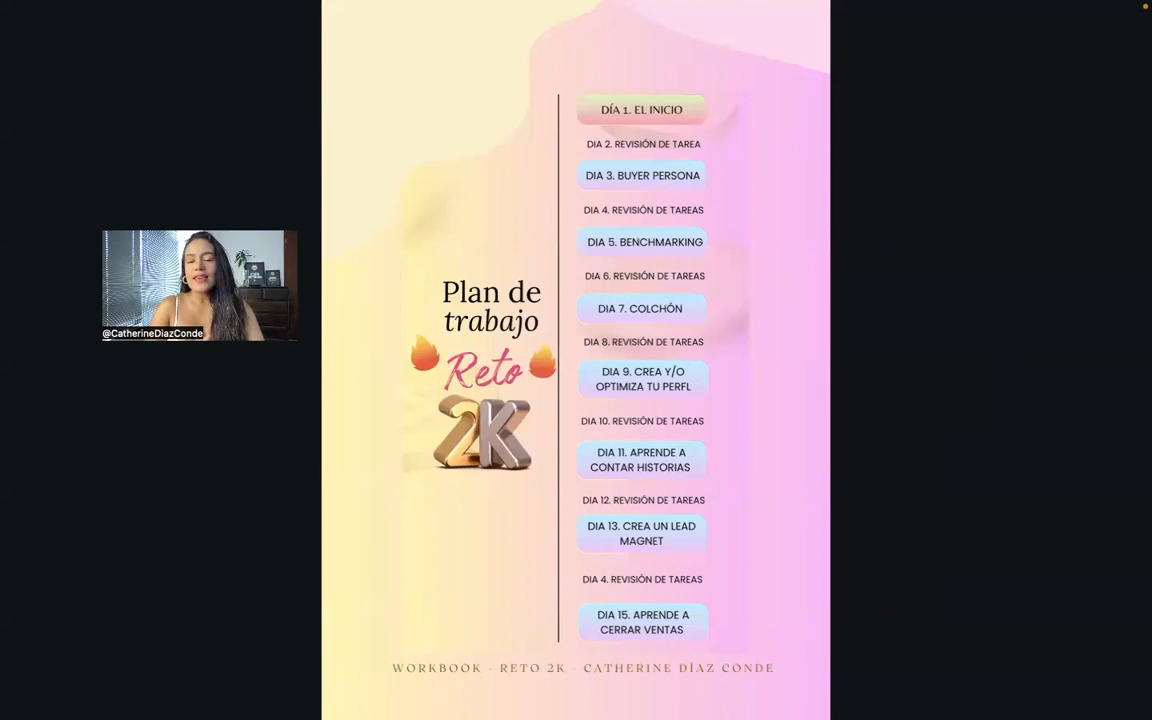 @CatherineDiazConde
Plan de
trabajo
Reto
2K
DÍA 1. EL INICIO
DIA 2. REVISIÓN DE TAREA
DIA 3. BUYER PERSONA
DIA 4. REVISIÓN DE TAREAS
DIA 5. BENCHMARKING
DIA 6. REVISIÓN DE TAREAS
DIA 7. COLCHÓN
DIA 8. REVISIÓN DE TAREAS
DIA 9. CREA Y/O
OPTIMIZA TU PERFL
DIA 10. REVISIÓN DE TAREAS
DIA 11. APRENDE A
CONTAR HISTORIAS
DIA 12. REVISIÓN DE TAREAS
DIA 13. CREA UN LEAD
MAGNET
DIA 4. REVISIÓN DE TAREAS
DIA 15. APRENDE A
CERRAR VENTAS
WORKBOOK - RETO 2K - CATHERINE DÍAZ CONDE